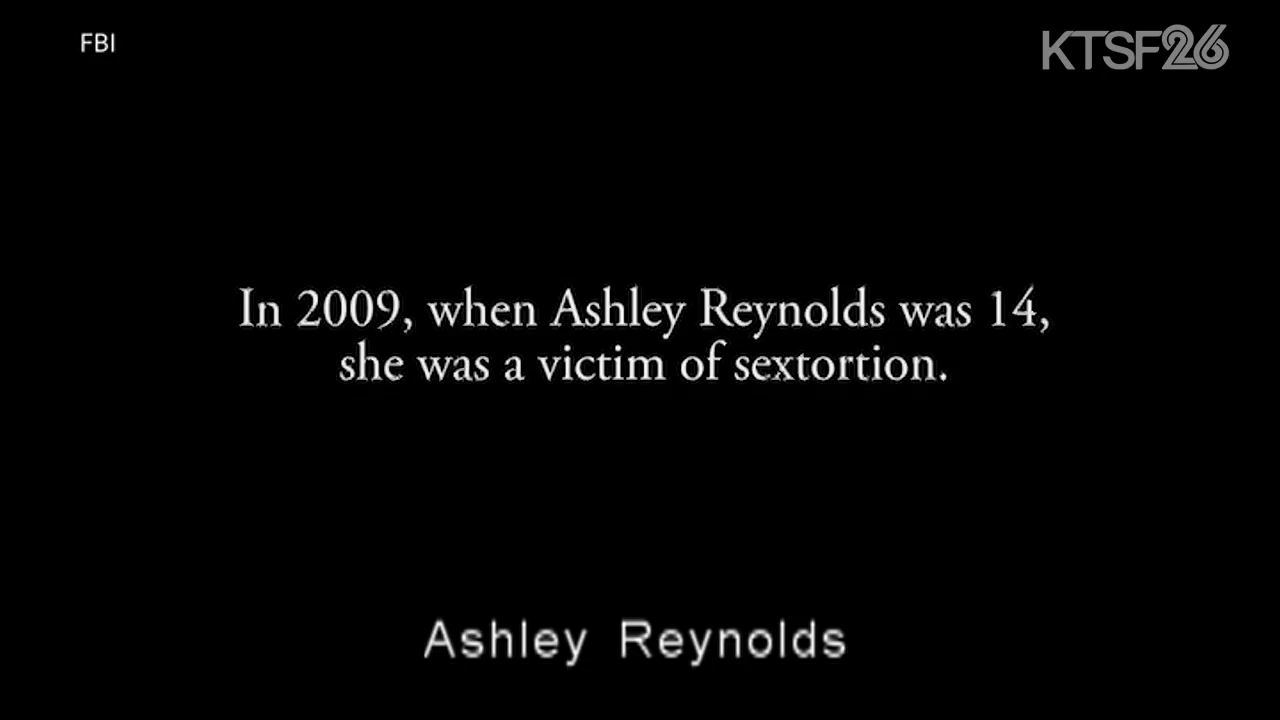 FBI
KTSF26
In 2009, when Ashley Reynolds was 14,
she was a victim of sextortion.
Ashley Reynolds